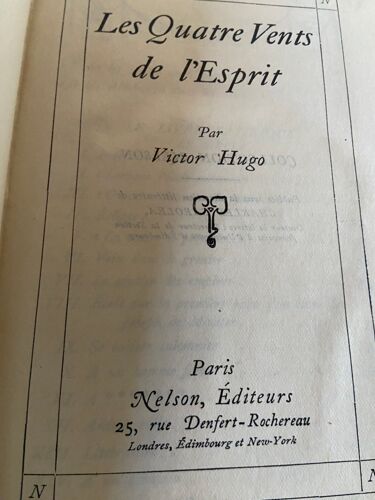 Les Quatre Vents
de l'Esprit
Par
Victor Hugo
Paris
Nelson, Éditeurs
25, rue Denfert-Rochereau
Londres, Édimbourg et New-York
N
N